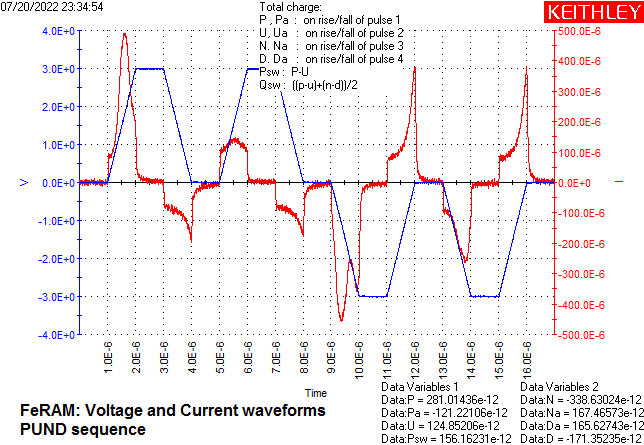 07/20/2022 23:34:54
Total charge:
P , Pa : on rise/fall of pulse 1
U, Ua : on rise/fall of pulse 2
N. Na : on rise/fall of pulse 3
D. Da : on rise/fall of pulse 4
Psw : P-U
Qsw : ((p-u)+(n-d))/2
KEITHLEY
4.0E+0
3.0E+0
2.0E+0
1.0E+0
0.0E+0
-1.0E+0
-2.0E+0
-3.0E+0
-4.0E+0
V
500.0E-6
400.0E-6
300.0E-6
200.0E-6
100.0E-6
0.0E+0
-100.0E-6
-200.0E-6
-300.0E-6
-400.0E-6
-500.0E-6
I
1.0E-6
2.0E-6
3.0E-6
4.0E-6
5.0E-6
6.0E-6
7.0E-6
8.0E-6
9.0E-6
10.0E-6
11.0E-6
12.0E-6
13.0E-6
14.0E-6
15.0E-6
16.0E-6
Time
FeRAM: Voltage and Current waveforms
PUND sequence
Data Variables 1
Data:P = 281.01436e-12
Data:Pa = -121.22106e-12
Data:U = 124.85206e-12
Data:Psw = 156.16231e-12
Data Variables 2
Data:N = -338.63024e-12
Data:Na = 167.46573e-12
Data:Da = 165.62743e-12
Data:D = -171.35235e-12